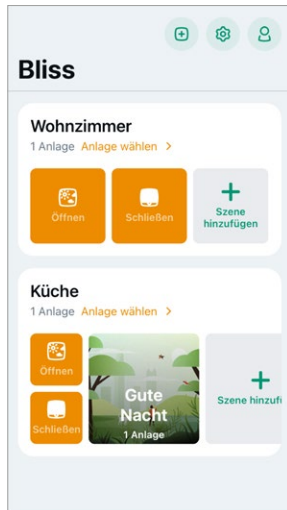 Bliss
Wohnzimmer
1 Anlage Anlage wählen >
Öffnen
Schließen
Szene
hinzufügen
Küche
1 Anlage Anlage wählen >
Öffnen
Schließen
Gute
Nacht
1 Anlage
Szene hinzufü